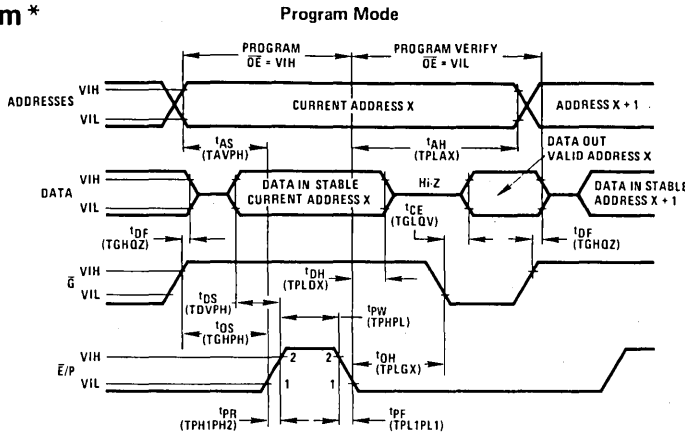 m*
Program Mode
PROGRAM
OE = VIH
PROGRAM VERIFY
OE = VIL
ADDRESSES
VIH
VIL
CURRENT ADDRESS X
ADDRESS X + 1
tAS
(TAVPH)
tAH
(TPLAX)
DATA OUT
VALID ADDRESS X
DATA
VIH
VIL
DATA IN STABLE
CURRENT ADDRESS X
Hi-Z
DATA IN STABLE
ADDRESS X + 1
tCE
(TGLQV)
tDF
(TGHQZ)
tDF
(TGHQZ)
G
VIH
VIL
tDH
(TPLDX)
tDS
(TDVPH)
tPW
(TPHPL)
tOS
(TGHPH)
tOH
(TPLGX)
E/P
VIH
VIL
2 2
1 1
tPR
(TPH1PH2)
tPF
(TPL1PL1)